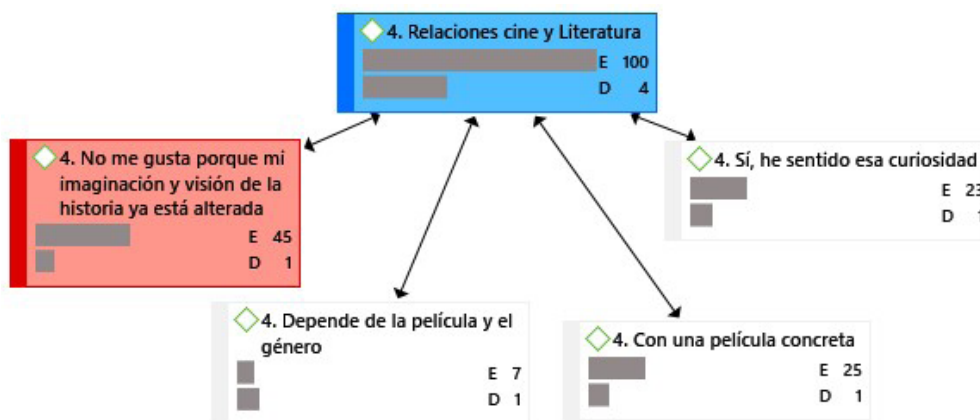 4. Relaciones cine y Literatura
E 100
D 4
4. No me gusta porque mi
imaginación y visión de la
historia ya está alterada
E 45
D 1
4. Sí, he sentido esa curiosidad
E 23
D 1
4. Depende de la película y el
género
E 7
D 1
4. Con una película concreta
E 25
D 1